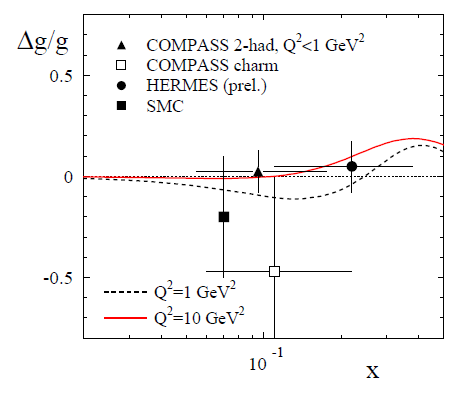 Δg/g
COMPASS 2-had, Q²<1 GeV²
COMPASS charm
HERMES (prel.)
SMC
0.5
0
-0.5
Q²=1 GeV²
Q²=10 GeV²
10⁻¹
x